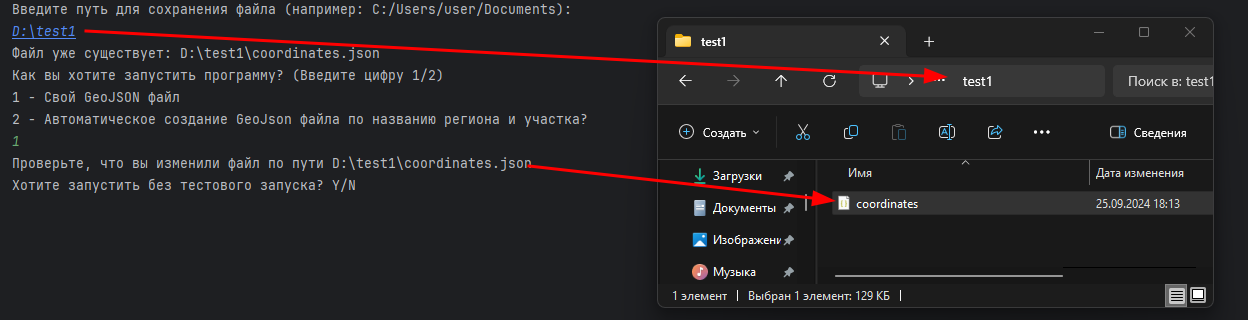 Введите путь для сохранения файла (например: C:/Users/user/Documents):
D:\test1
Файл уже существует: D:\test1\coordinates.json
Как вы хотите запустить программу? (Введите цифру 1/2)
1 - Свой GeoJSON файл
2 - Автоматическое создание GeoJson файла по названию региона и участка?
1
Проверьте, что вы изменили файл по пути D:\test1\coordinates.json
Хотите запустить без тестового запуска? Y/N
test1
test1
Поиск в: test1
Создать
Сведения
Загрузки
Документы
Изображени
Музыка
Имя
Дата изменения
coordinates
25.09.2024 18:13
1 элемент
Выбран 1 элемент: 129 КБ